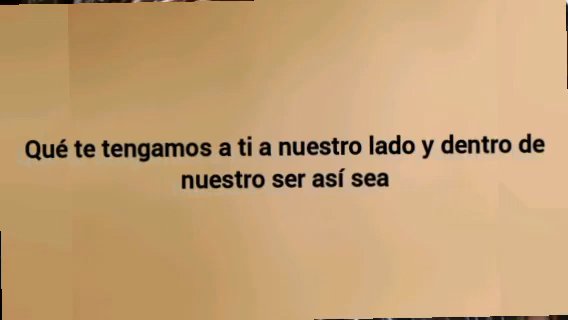 Qué te tengamos a ti a nuestro lado y dentro de
nuestro ser así sea